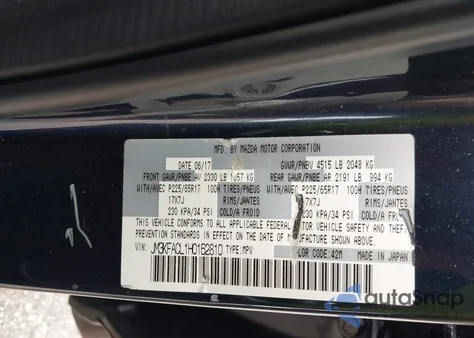 MFD. BY MAZDA MOTOR CORPORATION
DATE 06/17 GVWR/PNBV 4515 LB 2048 KG
FRONT GAWR/PNBE AV 2330 LB 1057 KG REAR GAWR/PNBE AR 2191 LB 994 KG
WITH/AVEC P225/65R17 100H TIRES/PNEUS WITH/AVEC P225/65R17 100H TIRES/PNEUS
17X7J RIMS/JANTES 17X7J RIMS/JANTES
230 KPA/34 PSI COLD/A FROID 230 KPA/34 PSI COLD/A FROID
THIS VEHICLE CONFORMS TO ALL APPLICABLE FEDERAL MOTOR VEHICLE SAFETY AND THEFT
PREVENTION STANDARDS IN EFFECT ON THE DATE OF MANUFACTURE SHOWN ABOVE.
JM3KFACL1H0162810 TYPE:MPV LOR CODE:42M MADE IN JAPAN
autoSnap